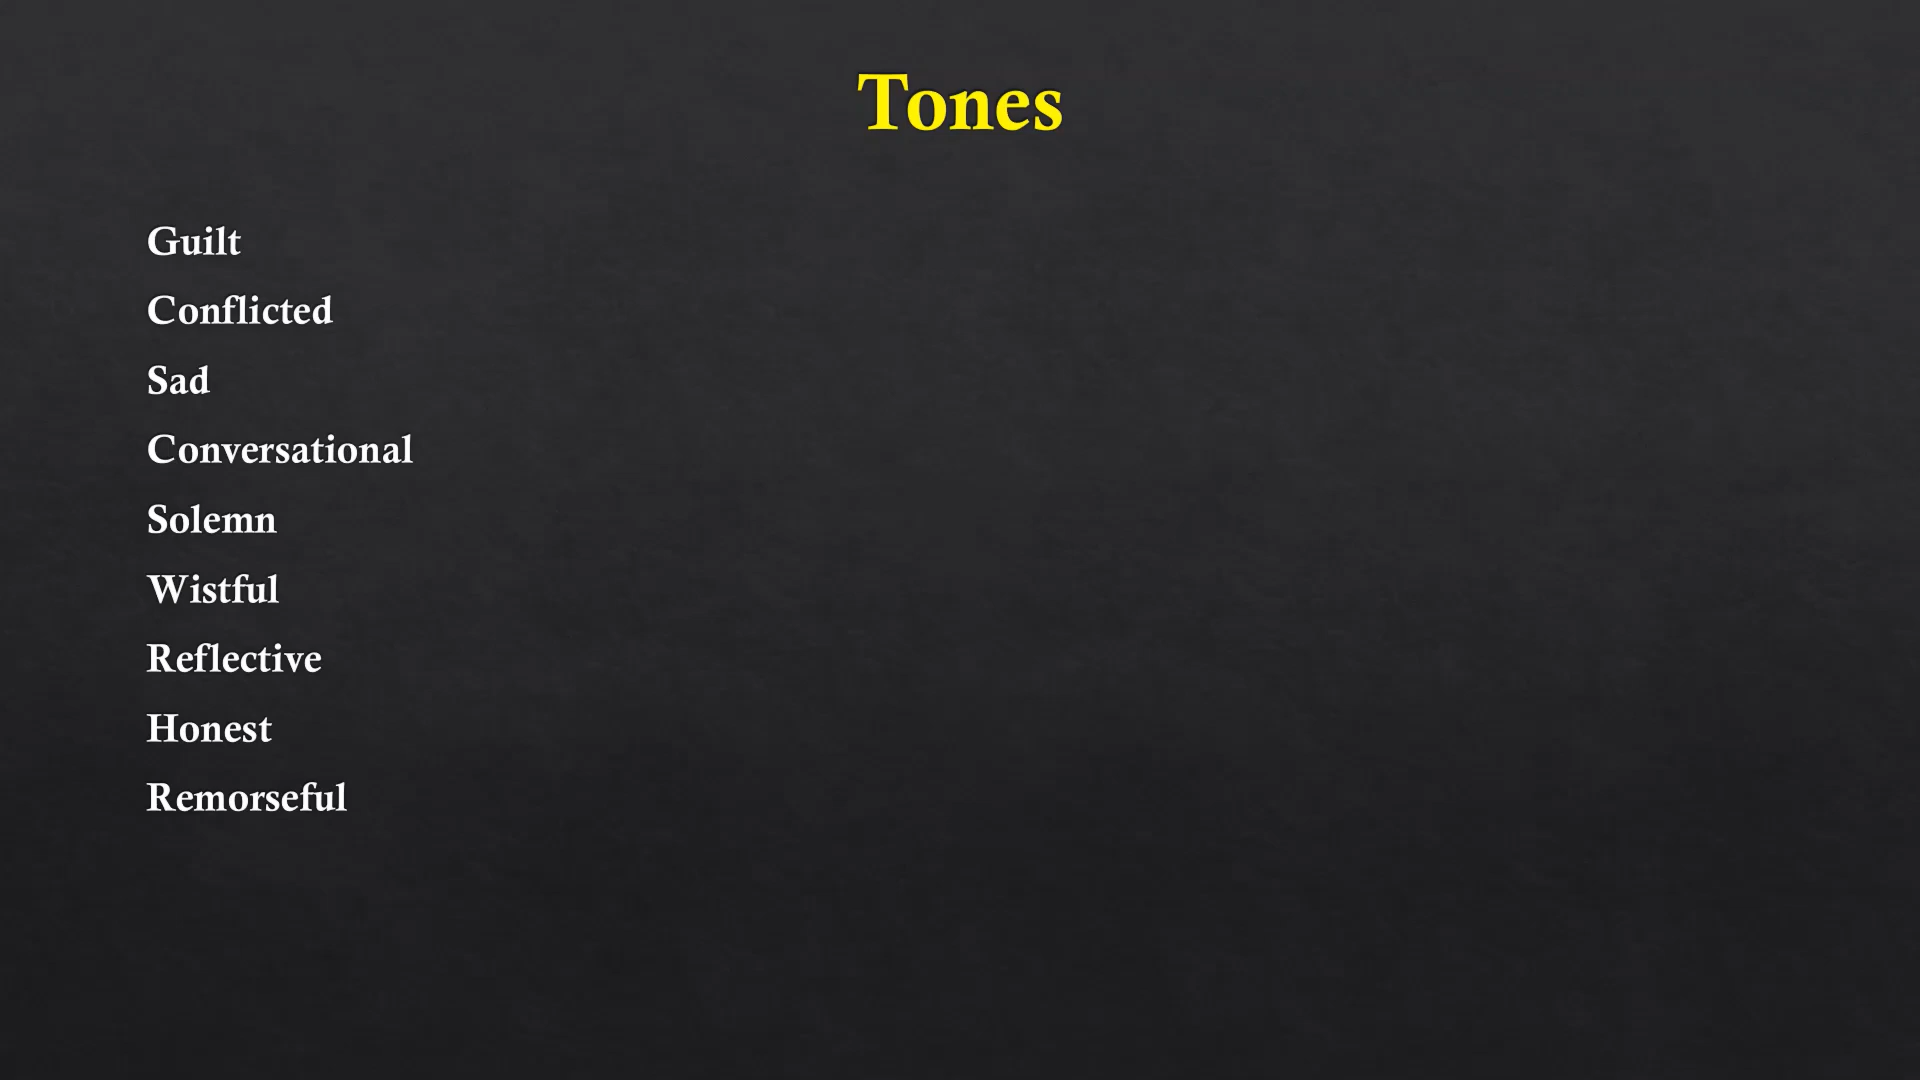 Tones
Guilt
Conflicted
Sad
Conversational
Solemn
Wistful
Reflective
Honest
Remorseful